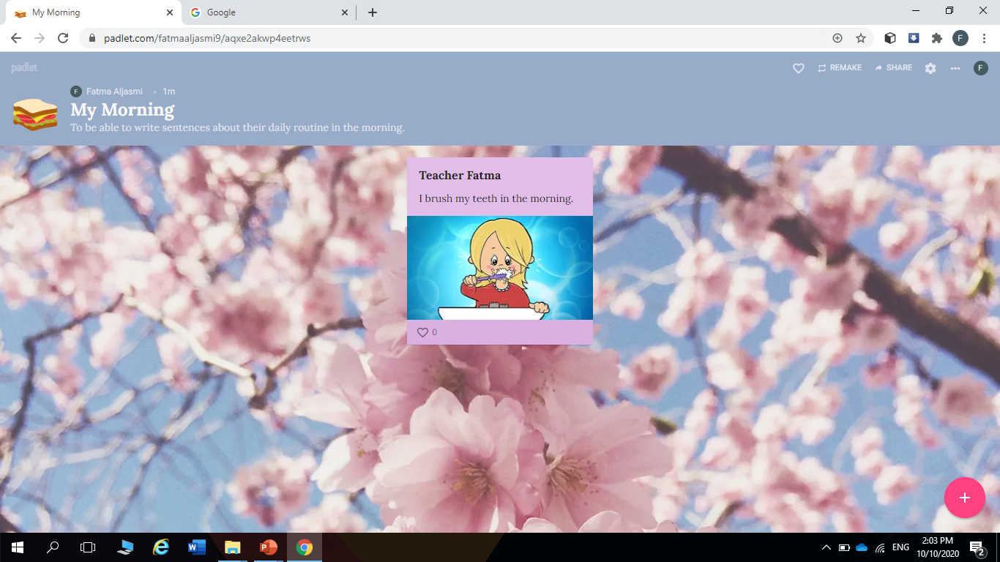 My Morning
Google
padlet.com/fatmaaljasmi9/aqxe2akwp4eetrws
F
padlet
REMAKE
SHARE
F
F Fatma Aljasmi • 1m
My Morning
To be able to write sentences about their daily routine in the morning.
Teacher Fatma
I brush my teeth in the morning.
0
ENG
2:03 PM
10/10/2020
2